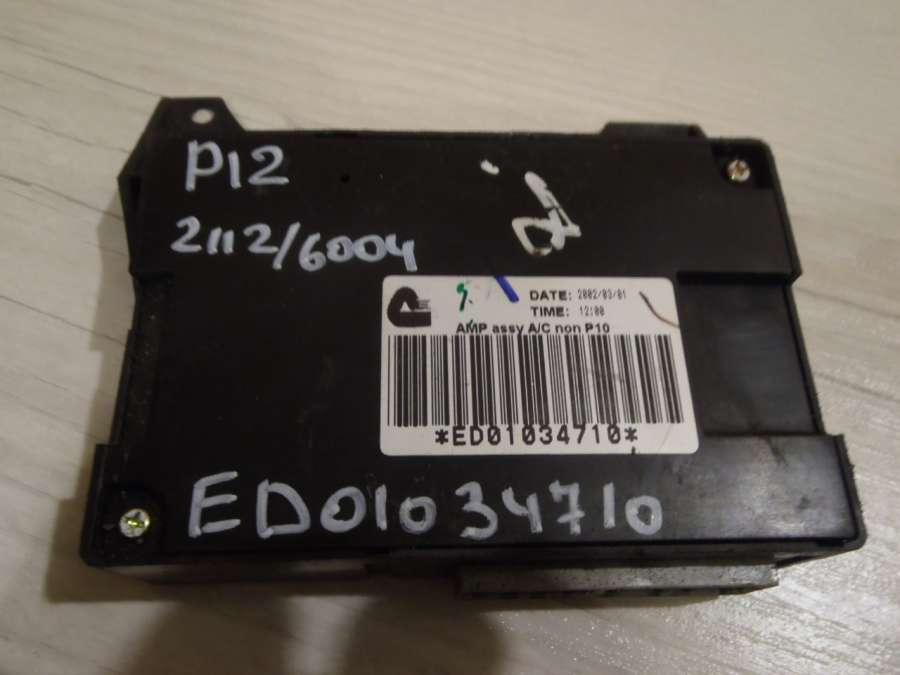 P12
2112/6004
DATE: 2002/03/01
TIME: 12:00
AMP assy A/C non P10
*ED01034710*
ED01034710